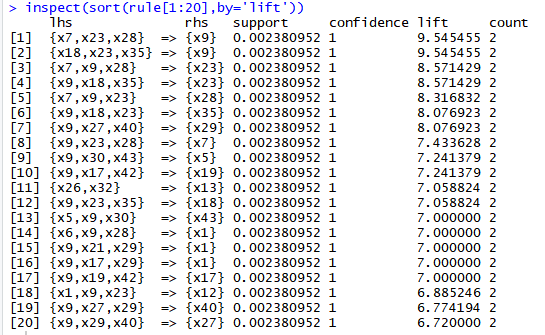 > inspect(sort(rule[1:20],by='lift'))
lhs rhs support confidence lift count
[1] {x7,x23,x28} => {x9} 0.002380952 1 9.545455 2
[2] {x18,x23,x35} => {x9} 0.002380952 1 9.545455 2
[3] {x7,x9,x28} => {x23} 0.002380952 1 8.571429 2
[4] {x9,x18,x35} => {x23} 0.002380952 1 8.571429 2
[5] {x7,x9,x23} => {x28} 0.002380952 1 8.316832 2
[6] {x9,x18,x23} => {x35} 0.002380952 1 8.076923 2
[7] {x9,x27,x40} => {x29} 0.002380952 1 8.076923 2
[8] {x9,x23,x28} => {x7} 0.002380952 1 7.433628 2
[9] {x9,x30,x43} => {x5} 0.002380952 1 7.241379 2
[10] {x9,x17,x42} => {x19} 0.002380952 1 7.241379 2
[11] {x26,x32} => {x13} 0.002380952 1 7.058824 2
[12] {x9,x23,x35} => {x18} 0.002380952 1 7.058824 2
[13] {x5,x9,x30} => {x43} 0.002380952 1 7.000000 2
[14] {x6,x9,x28} => {x1} 0.002380952 1 7.000000 2
[15] {x9,x21,x29} => {x1} 0.002380952 1 7.000000 2
[16] {x9,x17,x29} => {x1} 0.002380952 1 7.000000 2
[17] {x9,x19,x42} => {x17} 0.002380952 1 7.000000 2
[18] {x1,x9,x23} => {x12} 0.002380952 1 6.885246 2
[19] {x9,x27,x29} => {x40} 0.002380952 1 6.774194 2
[20] {x9,x29,x40} => {x27} 0.002380952 1 6.720000 2